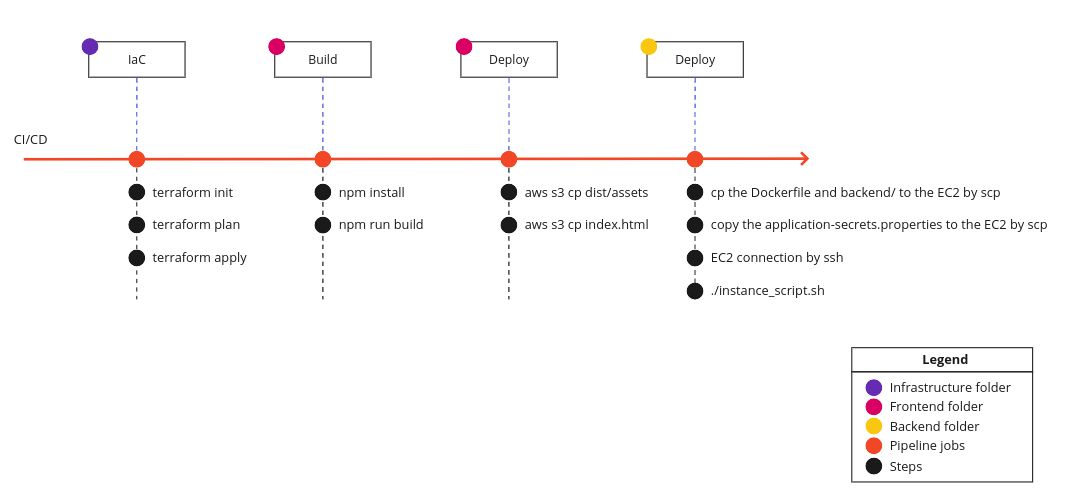 IaC
Build
Deploy
Deploy
CI/CD
terraform init
terraform plan
terraform apply
npm install
npm run build
aws s3 cp dist/assets
aws s3 cp index.html
cp the Dockerfile and backend/ to the EC2 by scp
copy the application-secrets.properties to the EC2 by scp
EC2 connection by ssh
./instance_script.sh
Legend
Infrastructure folder
Frontend folder
Backend folder
Pipeline jobs
Steps